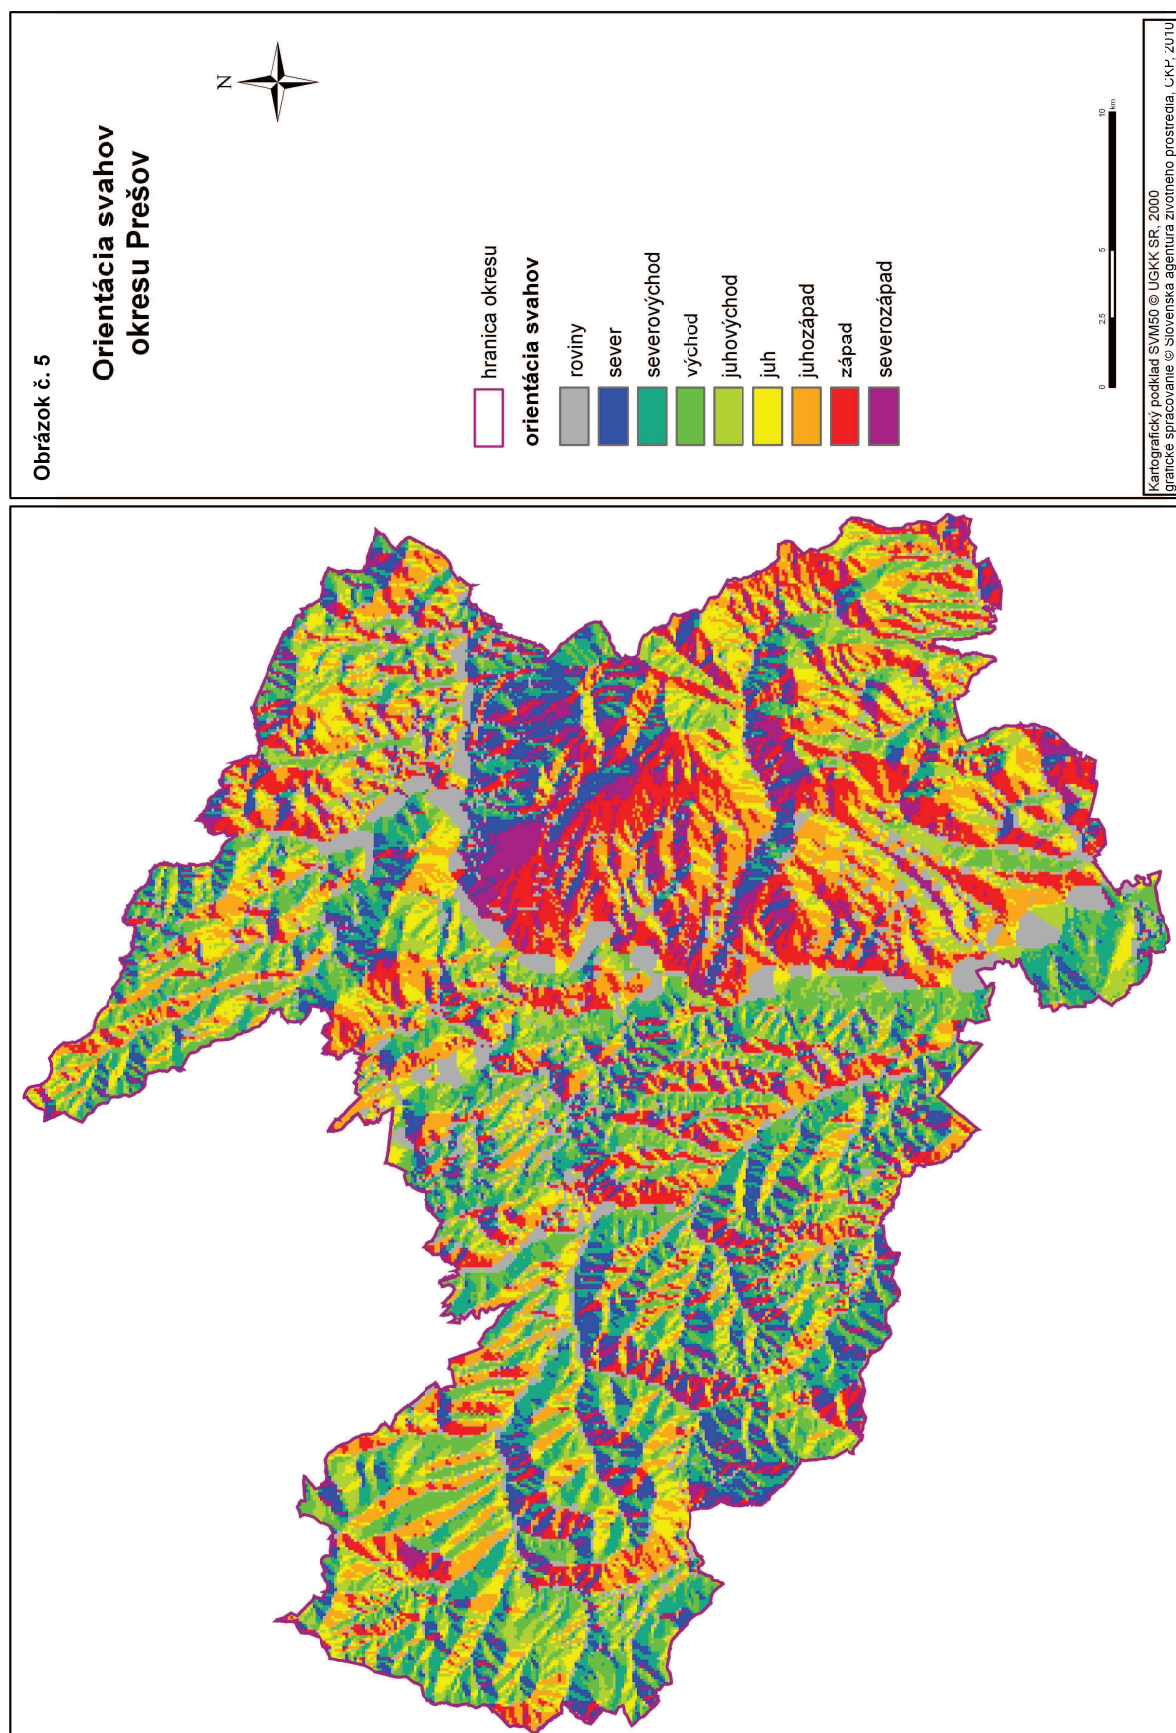 Obrázok č. 5
Orientácia svahov
okresu Prešov
N
hranica okresu
orientácia svahov
roviny
sever
severovýchod
východ
juhovýchod
juh
juhozápad
západ
severozápad
0 2.5 5 10
km
Kartografický podklad SVM50 © UGKK SR, 2000
grafické spracovanie © Slovenská agentúra životného prostredia, CKP, 2010